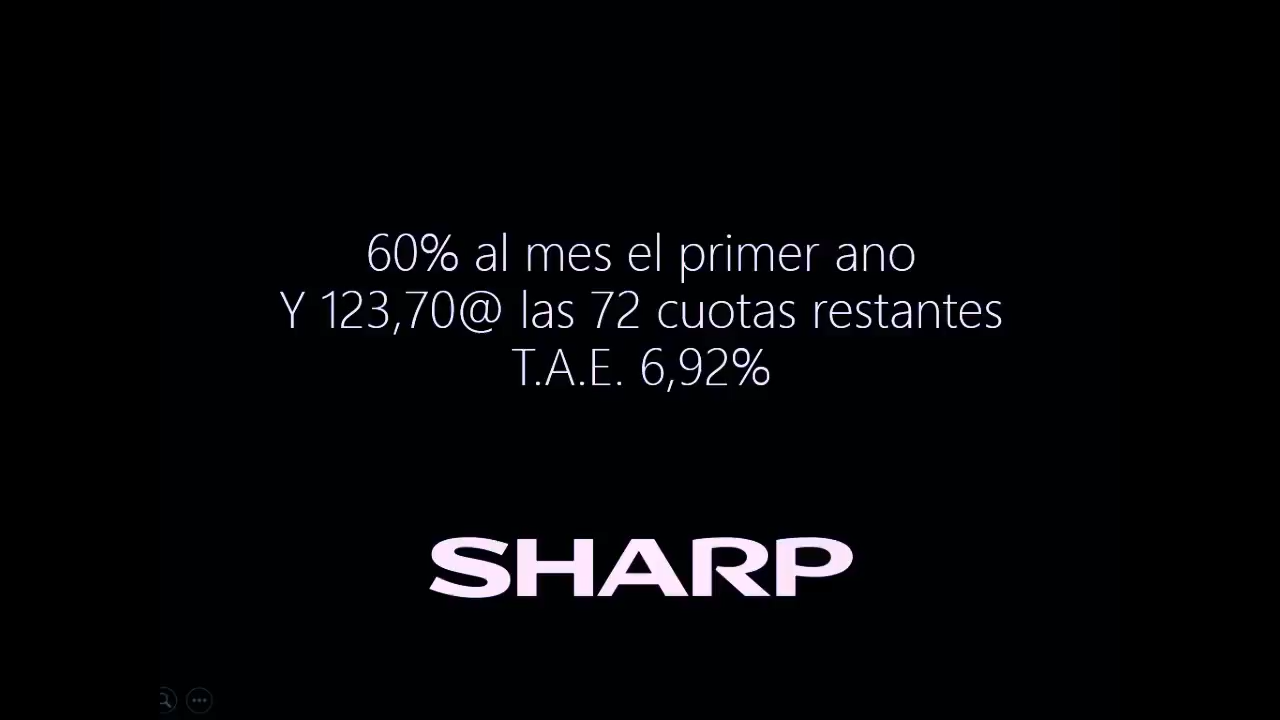 60% al mes el primer ano
Y 123,70@ las 72 cuotas restantes
T.A.E. 6,92%
SHARP